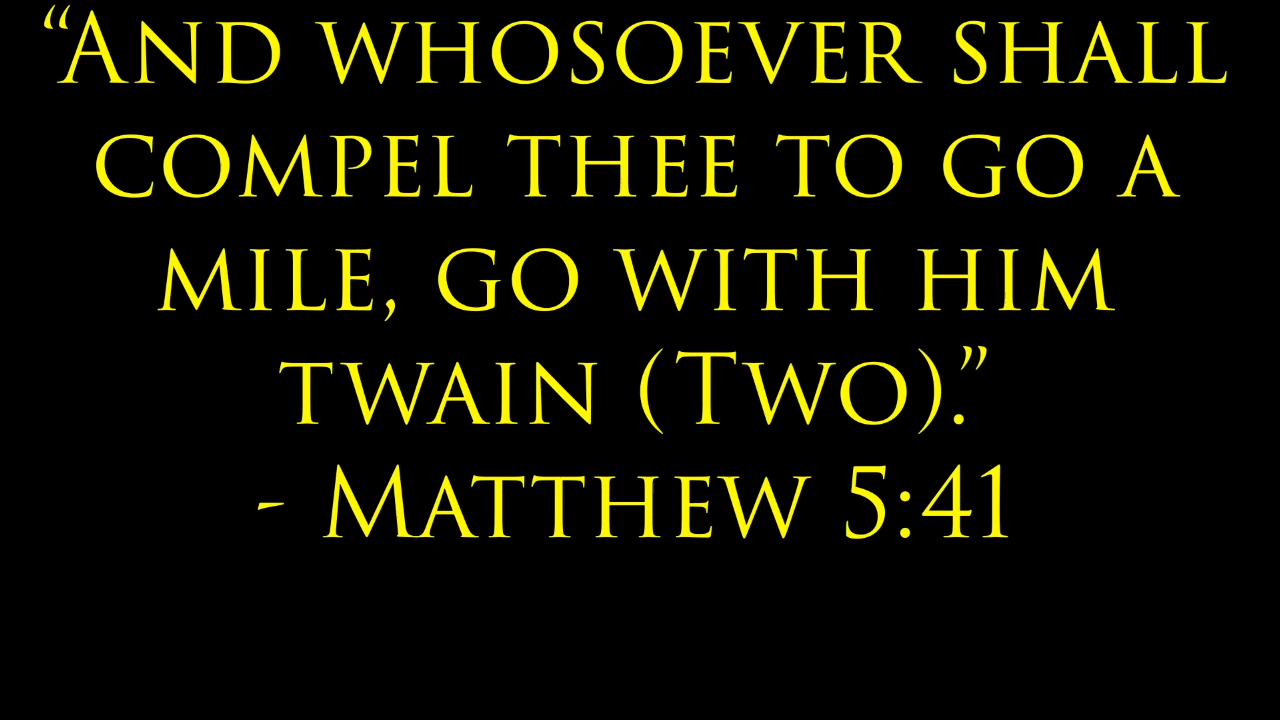 “And whosoever shall
compel thee to go a
mile, go with him
twain (Two).”
- Matthew 5:41